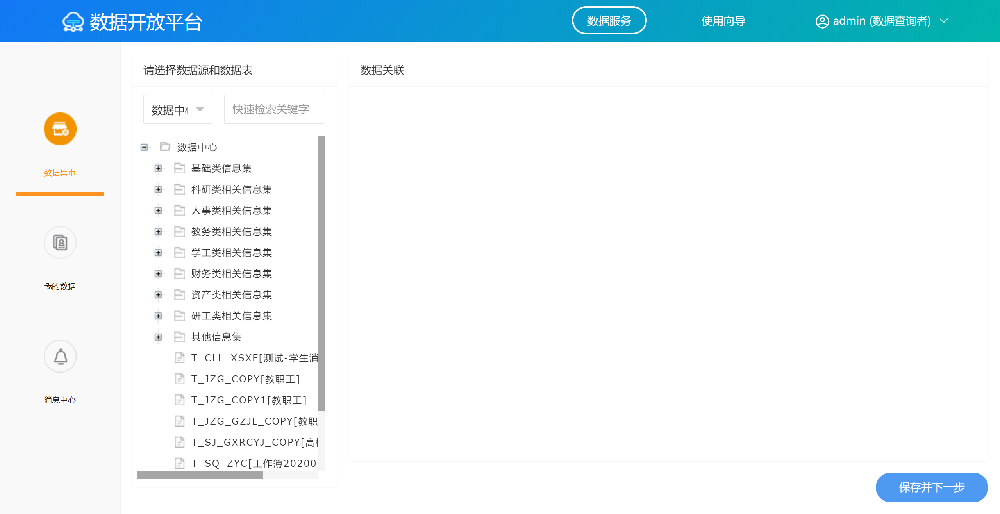 数据开放平台
数据服务
使用向导
admin (数据查询者)
数据集市
我的数据
消息中心
请选择数据源和数据表
数据中
快速检索关键字
数据中心
基础类信息集
科研类相关信息集
人事类相关信息集
教务类相关信息集
学工类相关信息集
财务类相关信息集
资产类相关信息集
研工类相关信息集
其他信息集
T_CLL_XSXF[测试-学生消
T_JZG_COPY[教职工]
T_JZG_COPY1[教职工]
T_JZG_GZJL_COPY[教职
T_SJ_GXRCYJ_COPY[高
T_SQ_ZYC[工作簿20200
数据关联
保存并下一步